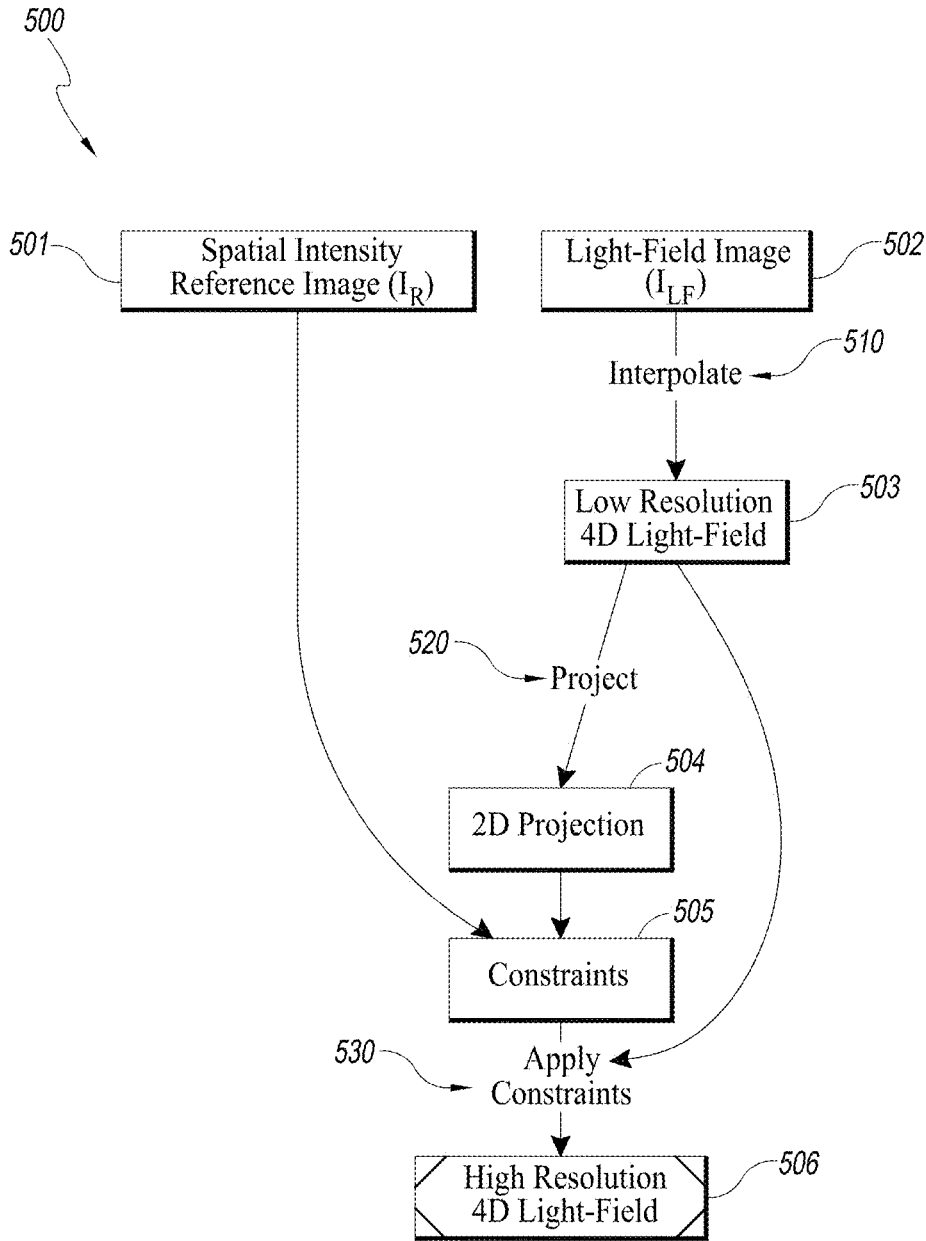 500
501
Spatial Intensity
Reference Image (I_R)
Light-Field Image
(I_LF)
502
Interpolate
510
Low Resolution
4D Light-Field
503
520
Project
504
2D Projection
505
Constraints
530
Apply
Constraints
High Resolution
4D Light-Field
506